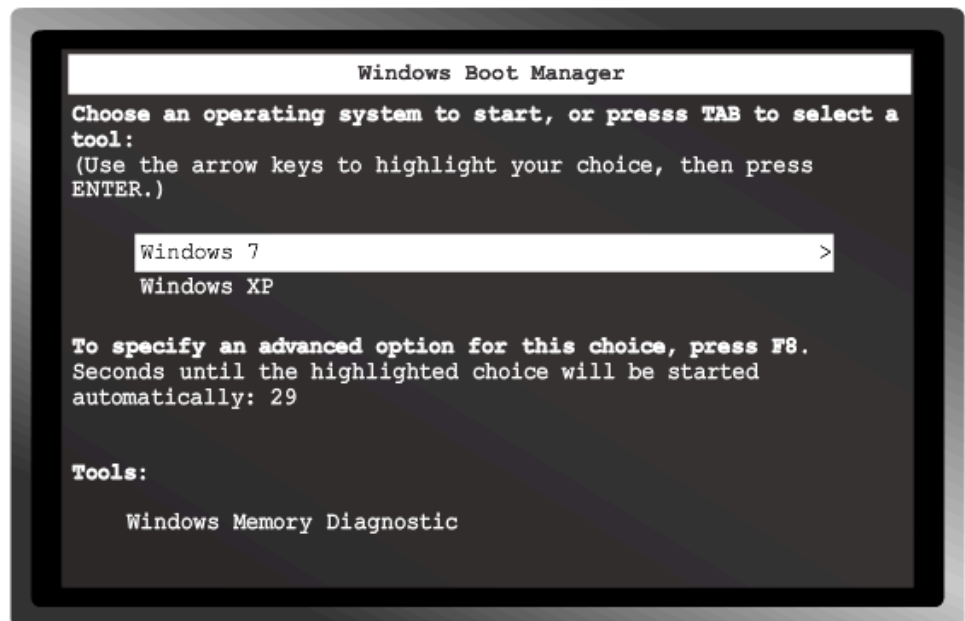 Windows Boot Manager
Choose an operating system to start, or presss TAB to select a
tool:
(Use the arrow keys to highlight your choice, then press
ENTER.)
Windows 7 >
Windows XP
To specify an advanced option for this choice, press F8.
Seconds until the highlighted choice will be started
automatically: 29
Tools:
Windows Memory Diagnostic